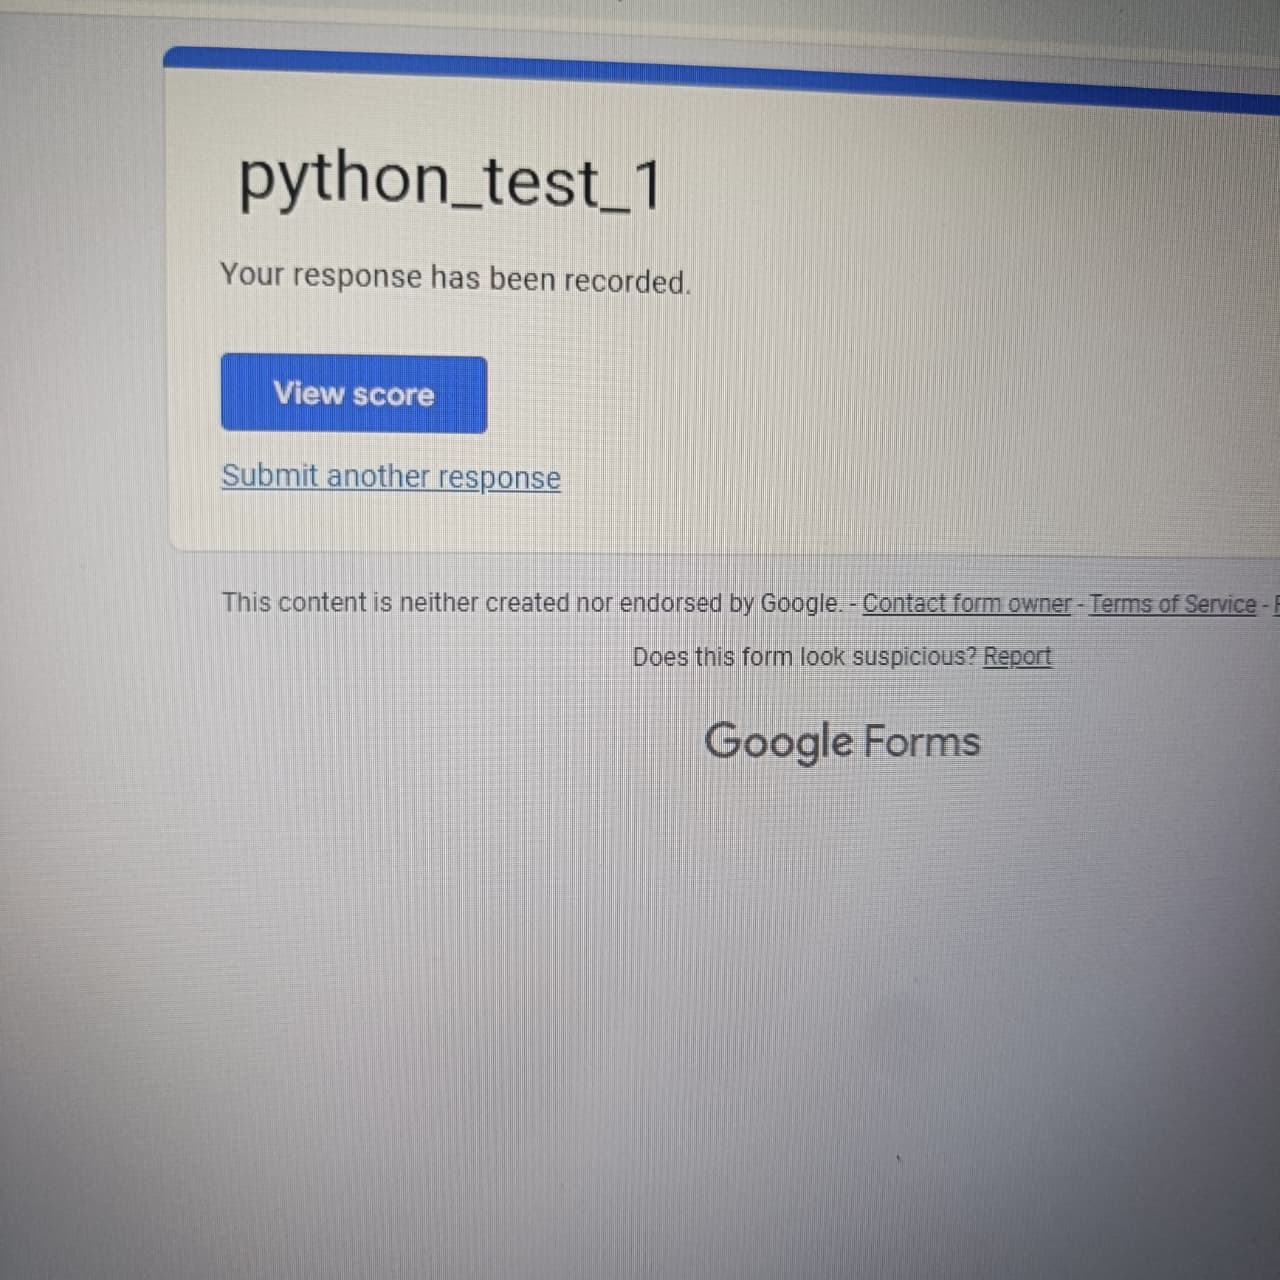 python_test_1
Your response has been recorded.
View score
Submit another response
This content is neither created nor endorsed by Google. - Contact form owner - Terms of Service -
Does this form look suspicious? Report
Google Forms